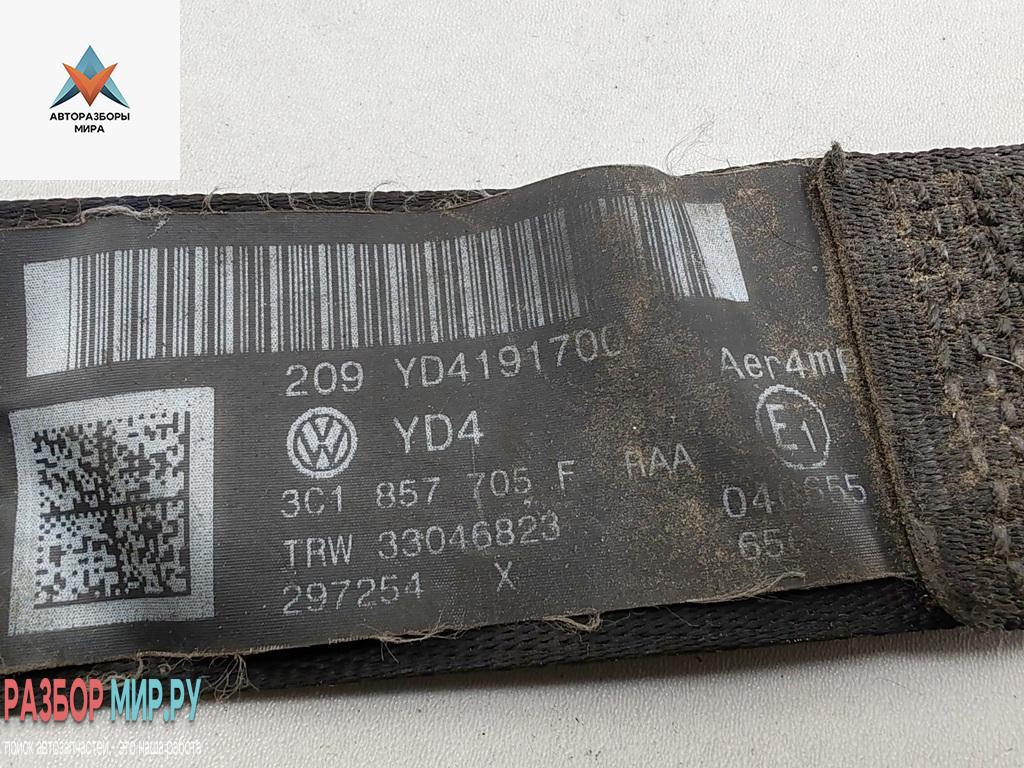 АВТОРАЗБОРЫ
МИРА
209 YD4191700
YD4
Aer4m
E1
3C1 857 705 F RAA
TRW 33046823
297254 X
РАЗБОР МИР.РУ
поиск автозапчастей - это наша работа